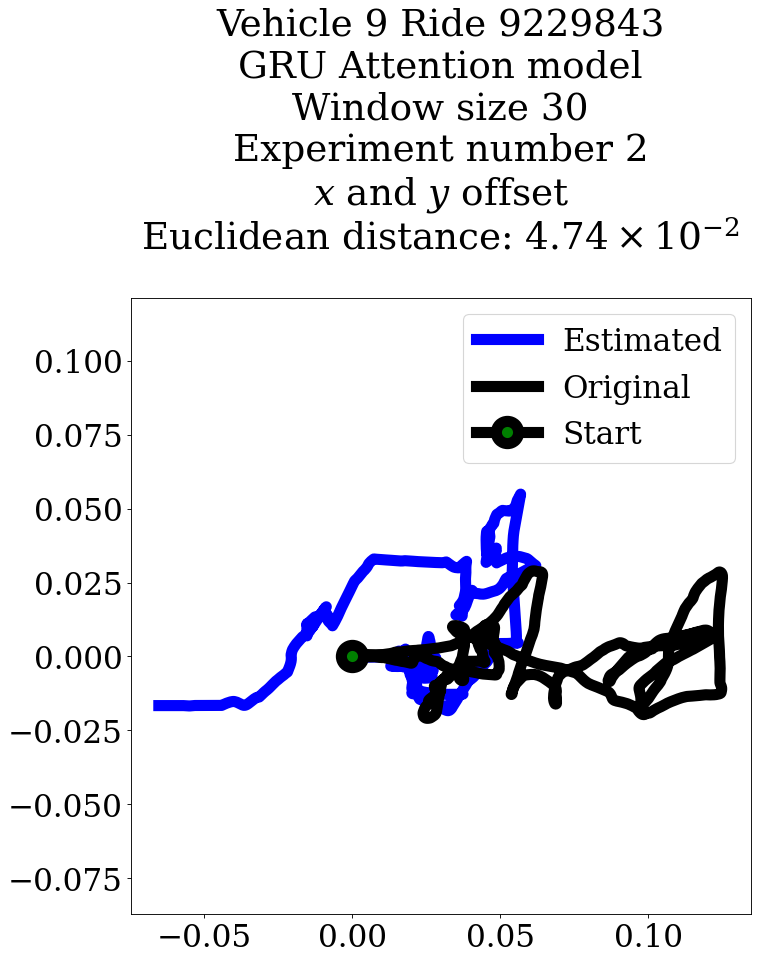 Vehicle 9 Ride 9229843
GRU Attention model
Window size 30
Experiment number 2
x and y offset
Euclidean distance: 4.74 × 10⁻²
Estimated
Original
Start
0.100
0.075
0.050
0.025
0.000
−0.025
−0.050
−0.075
−0.05 0.00 0.05 0.10